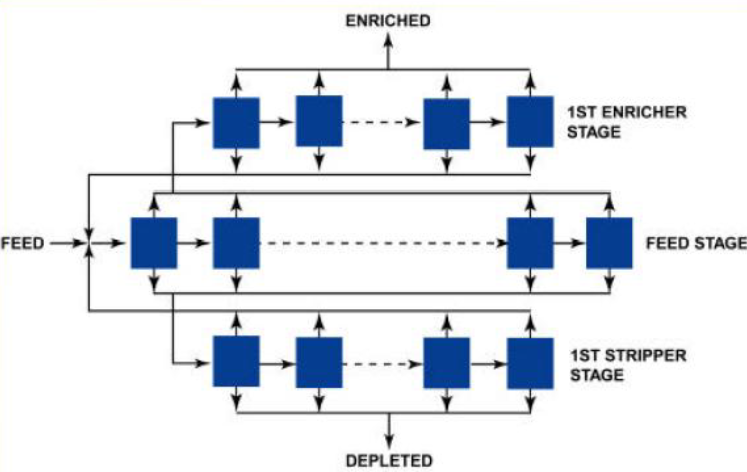 ENRICHED
1ST ENRICHER
STAGE
FEED
FEED STAGE
1ST STRIPPER
STAGE
DEPLETED